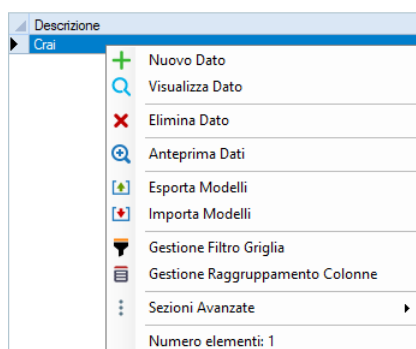 Descrizione
Crai
Nuovo Dato
Visualizza Dato
Elimina Dato
Anteprima Dati
Esporta Modelli
Importa Modelli
Gestione Filtro Griglia
Gestione Raggruppamento Colonne
Sezioni Avanzate
Numero elementi: 1